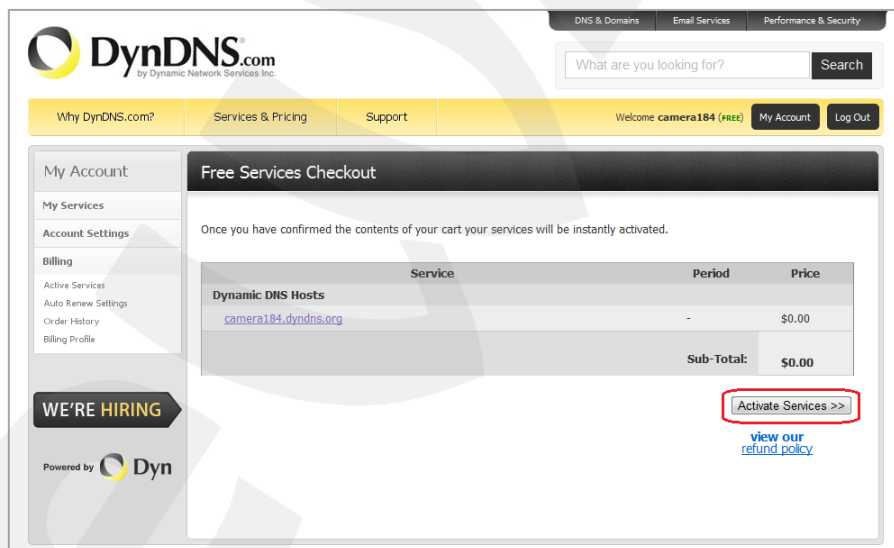 DNS & Domains Email Services Performance & Security
DynDNS.com
by Dynamic Network Services Inc.
What are you looking for? Search
Why DynDNS.com? Services & Pricing Support Welcome camera184 (FREE) My Account Log Out
My Account
My Services
Account Settings
Billing
Active Services
Auto Renew Settings
Order History
Billing Profile
WE'RE HIRING
Powered by Dyn
Free Services Checkout
Once you have confirmed the contents of your cart your services will be instantly activated.
Service Period Price
Dynamic DNS Hosts
camera184.dyndns.org - $0.00
Sub-Total: $0.00
Activate Services >>
view our
refund policy